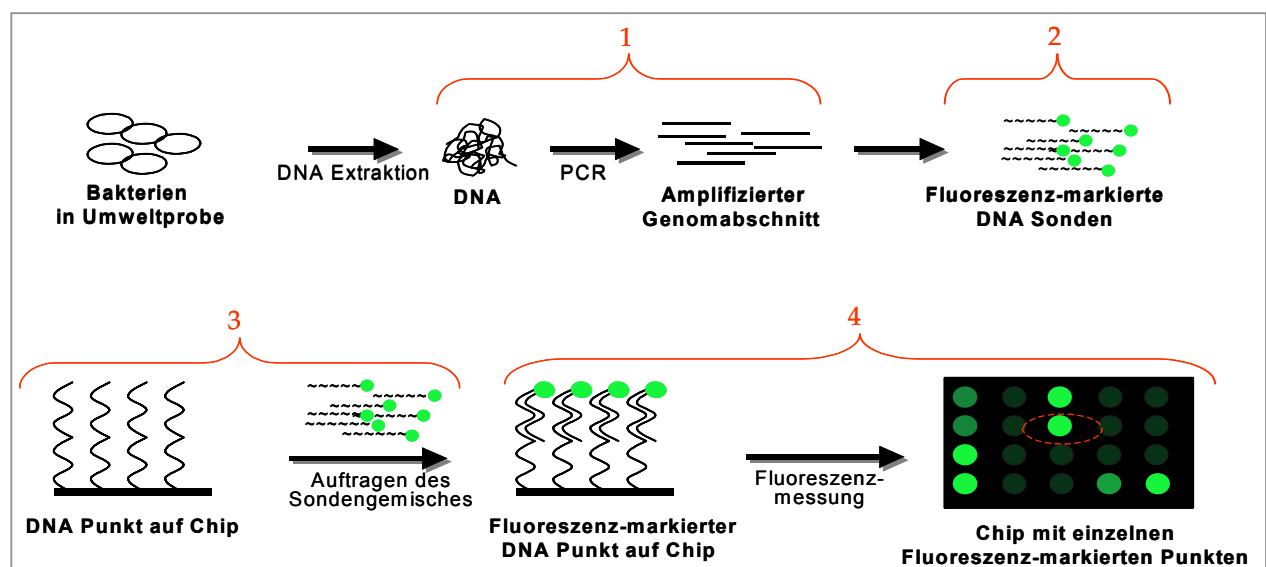 1
2
Bakterien
in Umweltprobe
DNA Extraktion
DNA
PCR
Amplifizierter
Genomabschnitt
Fluoreszenz-markierte
DNA Sonden
3
4
DNA Punkt auf Chip
Auftragen des
Sondengemisches
Fluoreszenz-markierter
DNA Punkt auf Chip
Fluoreszenz-
messung
Chip mit einzelnen
Fluoreszenz-markierten Punkten